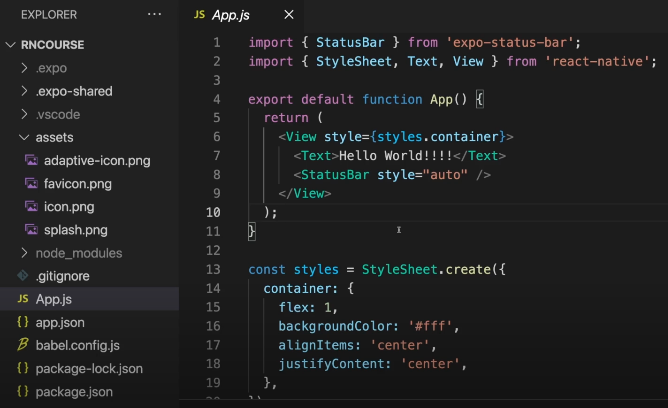 EXPLORER ...
RNCOURSE
.expo
.expo-shared
.vscode
assets
adaptive-icon.png
favicon.png
icon.png
splash.png
node_modules
.gitignore
JS App.js
{} app.json
babel.config.js
{} package-lock.json
{} package.json
JS App.js ×
1 import { StatusBar } from 'expo-status-bar';
2 import { StyleSheet, Text, View } from 'react-native';
3
4 export default function App() {
5   return (
6     <View style={styles.container}>
7       <Text>Hello World!!!!</Text>
8       <StatusBar style="auto" />
9     </View>
10   );
11 }
12
13 const styles = StyleSheet.create({
14   container: {
15     flex: 1,
16     backgroundColor: '#fff',
17     alignItems: 'center',
18     justifyContent: 'center',
19   },
20 })